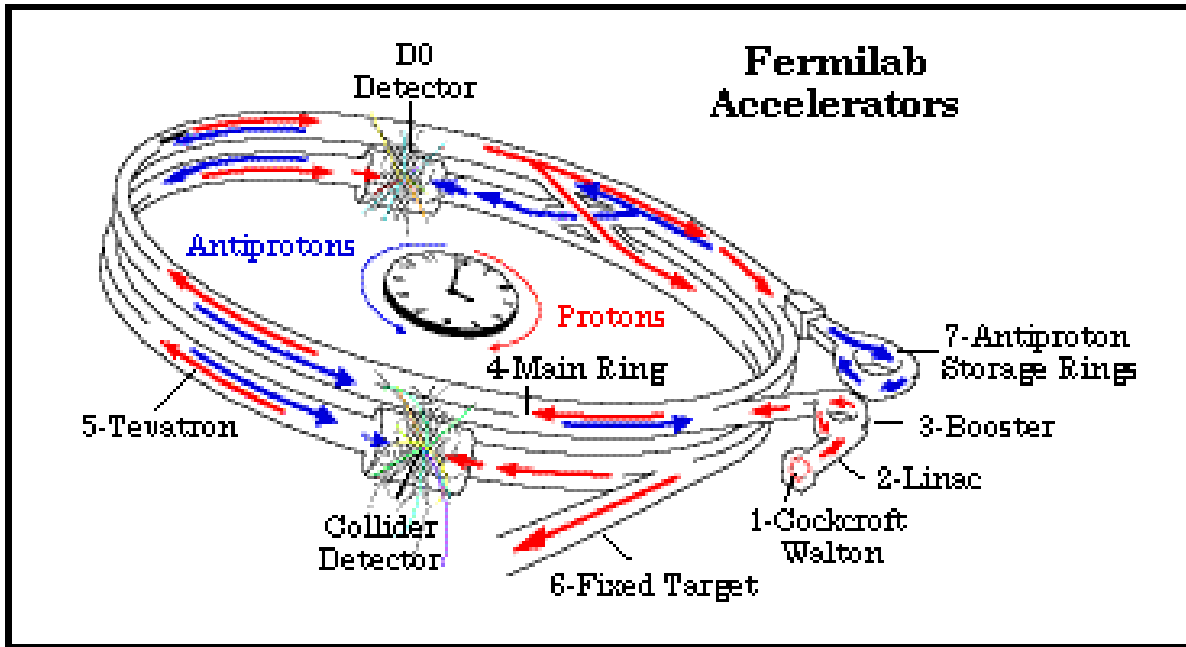 D0
Detector
Fermilab
Accelerators
Antiprotons
Protons
7-Antiproton
Storage Rings
4-Main Ring
5-Tevatron
3-Booster
2-Linac
1-Cockcroft
Walton
Collider
Detector
6-Fixed Target